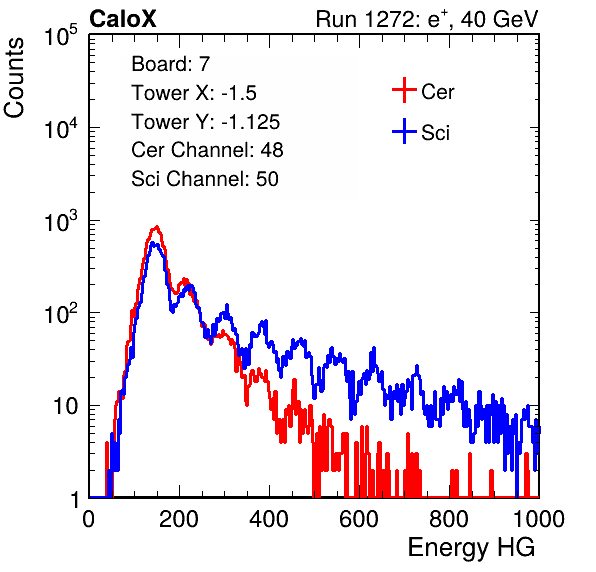 CaloX Run 1272: e⁺, 40 GeV
Counts
10⁵
10⁴
10³
10²
10
1
Board: 7
Tower X: -1.5
Tower Y: -1.125
Cer Channel: 48
Sci Channel: 50
Cer
Sci
0 200 400 600 800 1000
Energy HG